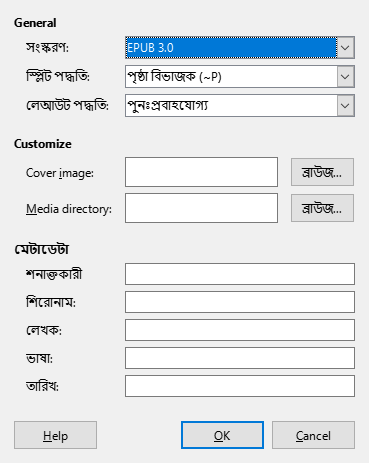 General
সংস্করণ: EPUB 3.0
স্প্লিট পদ্ধতি: পৃষ্ঠা বিভাজক (~P)
লেআউট পদ্ধতি: পুনঃপ্রবাহযোগ্য
Customize
Cover image: ব্রাউজ...
Media directory: ব্রাউজ...
মেটাডেটা
শনাক্তকারী
শিরোনাম:
লেখক:
ভাষা:
তারিখ:
Help OK Cancel